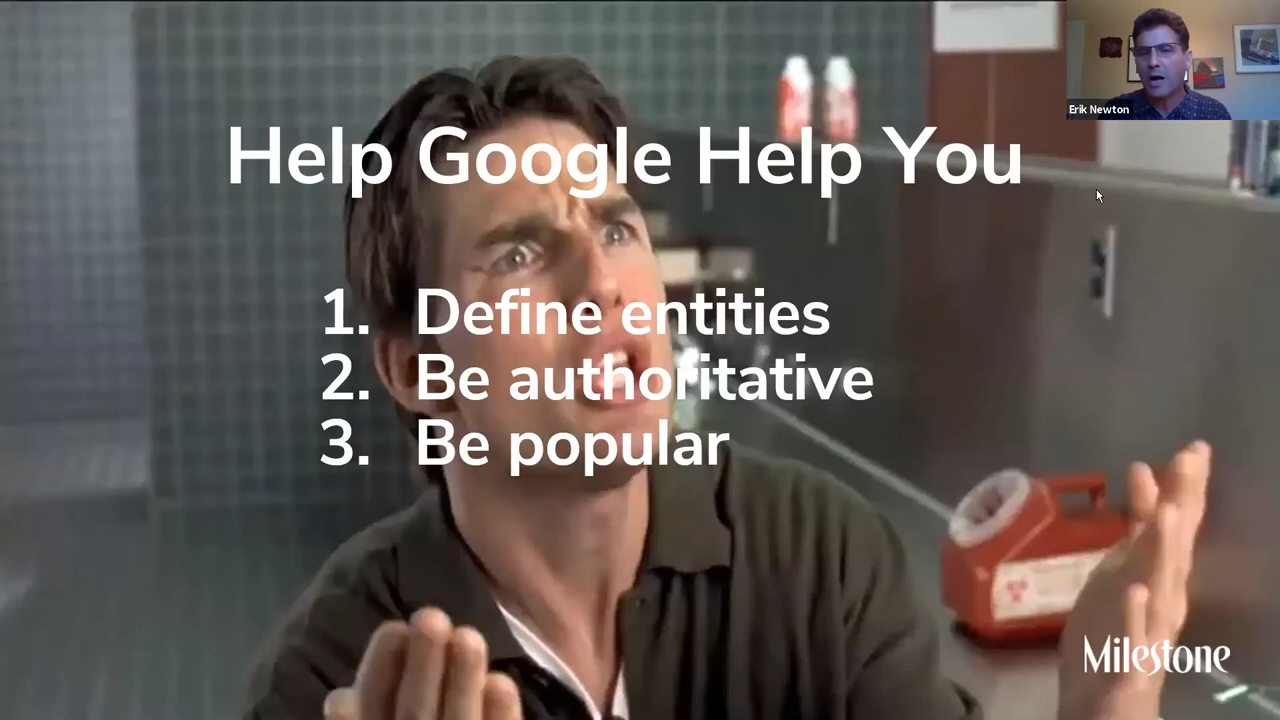 Erik Newton
Help Google Help You
1. Define entities
2. Be authoritative
3. Be popular
Milestone